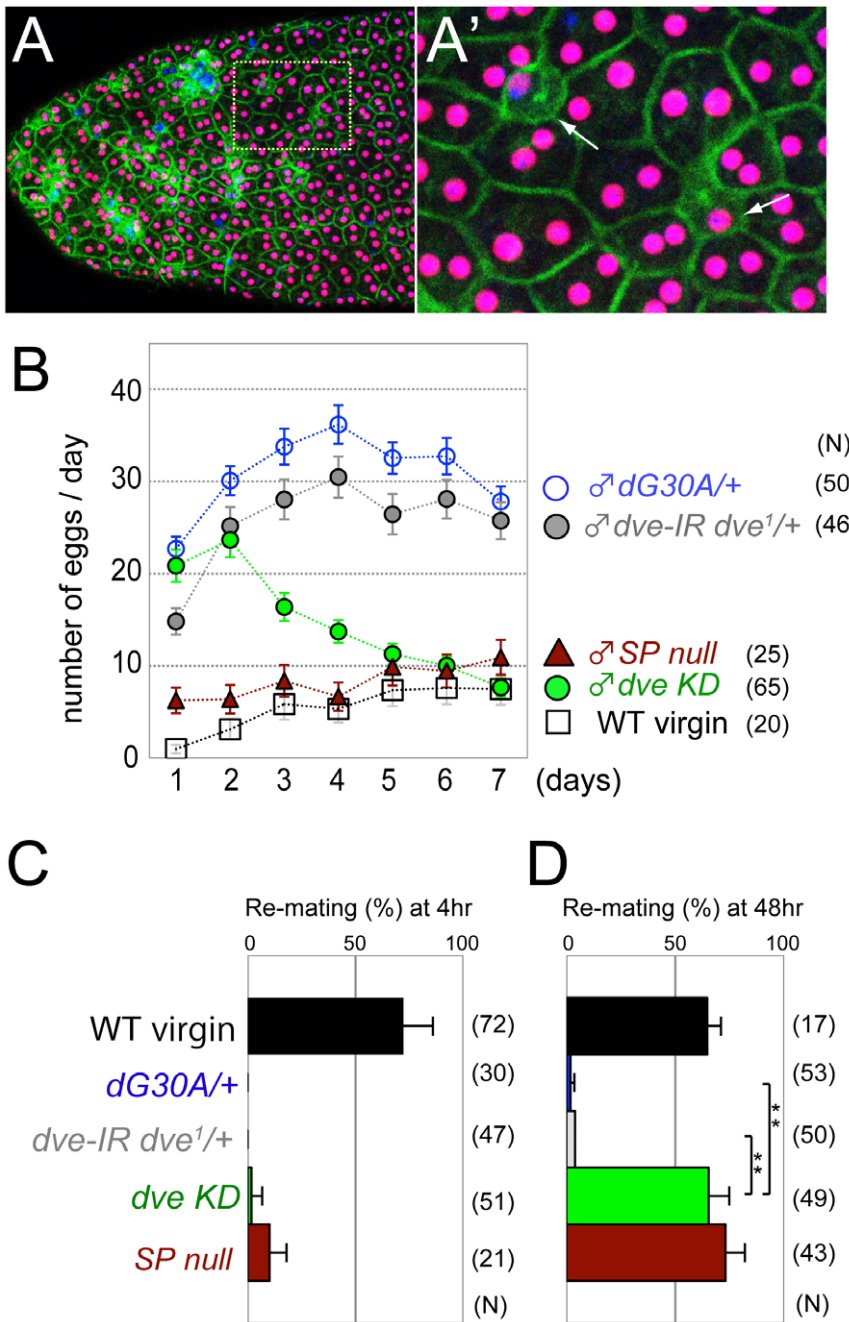 A
A'
B
number of eggs / day
40
30
20
10
0
1 2 3 4 5 6 7 (days)
(N)
♂ dG30A/+ (50
♂ dve-IR dve¹/+ (46
♂ SP null (25)
♂ dve KD (65)
WT virgin (20)
C
D
Re-mating (%) at 4hr
Re-mating (%) at 48hr
0 50 100
0 50 100
WT virgin (72) (17)
dG30A/+ (30) (53)
dve-IR dve¹/+ (47) (50)
dve KD (51) (49)
SP null (21) (43)
(N) (N)
**
**